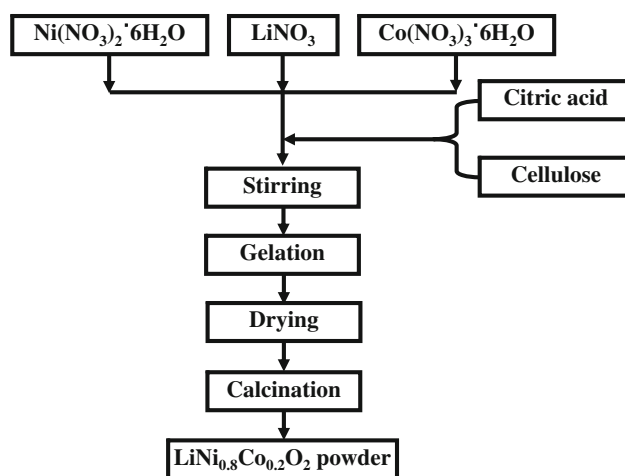 Ni(NO₃)₂·6H₂O
LiNO₃
Co(NO₃)₃·6H₂O
Citric acid
Cellulose
Stirring
Gelation
Drying
Calcination
LiNi₀.₈Co₀.₂O₂ powder